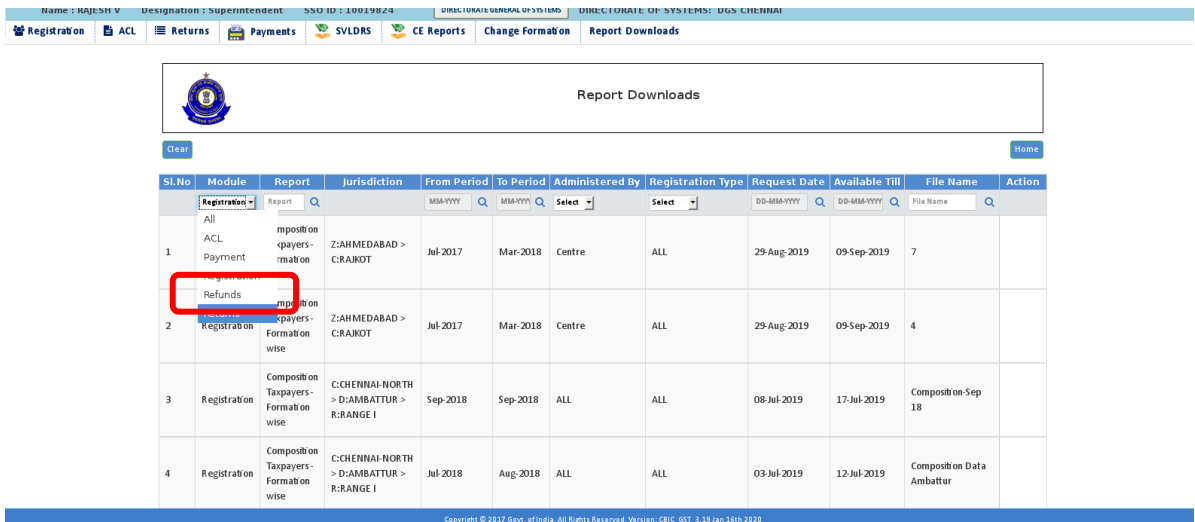 Name : RAJESH V Designation : Superintendent SSO ID : 10019824 DIRECTORATE GENERAL OF SYSTEMS DIRECTORATE OF SYSTEMS: DGS CHENNAI
Registration ACL Returns Payments SVLDRS CE Reports Change Formation Report Downloads
Report Downloads
Clear Home
Sl.No Module Report Jurisdiction From Period To Period Administered By Registration Type Request Date Available Till File Name Action
Registration Report MM-YYYY MM-YYYY Select Select DD-MM-YYYY DD-MM-YYYY File Name
All
ACL
Payment
Registration
Refunds
Returns
1 mposition xpayers - rmation Z:AHMEDABAD > C:RAJKOT Jul-2017 Mar-2018 Centre ALL 29-Aug-2019 09-Sep-2019 7
2 Registration mposition xpayers - Formation wise Z:AHMEDABAD > C:RAJKOT Jul-2017 Mar-2018 Centre ALL 29-Aug-2019 09-Sep-2019 4
3 Registration Composition Taxpayers - Formation wise C:CHENNAI-NORTH > D:AMBATTUR > R:RANGE I Sep-2018 Sep-2018 ALL ALL 08-Jul-2019 17-Jul-2019 Composition-Sep 18
4 Registration Composition Taxpayers - Formation wise C:CHENNAI-NORTH > D:AMBATTUR > R:RANGE I Jul-2018 Aug-2018 ALL ALL 03-Jul-2019 12-Jul-2019 Composition Data Ambattur
Copyright © 2017 Govt. of India. All Rights Reserved. Version: CBIC_GST_3.19 Jan 16th 2020